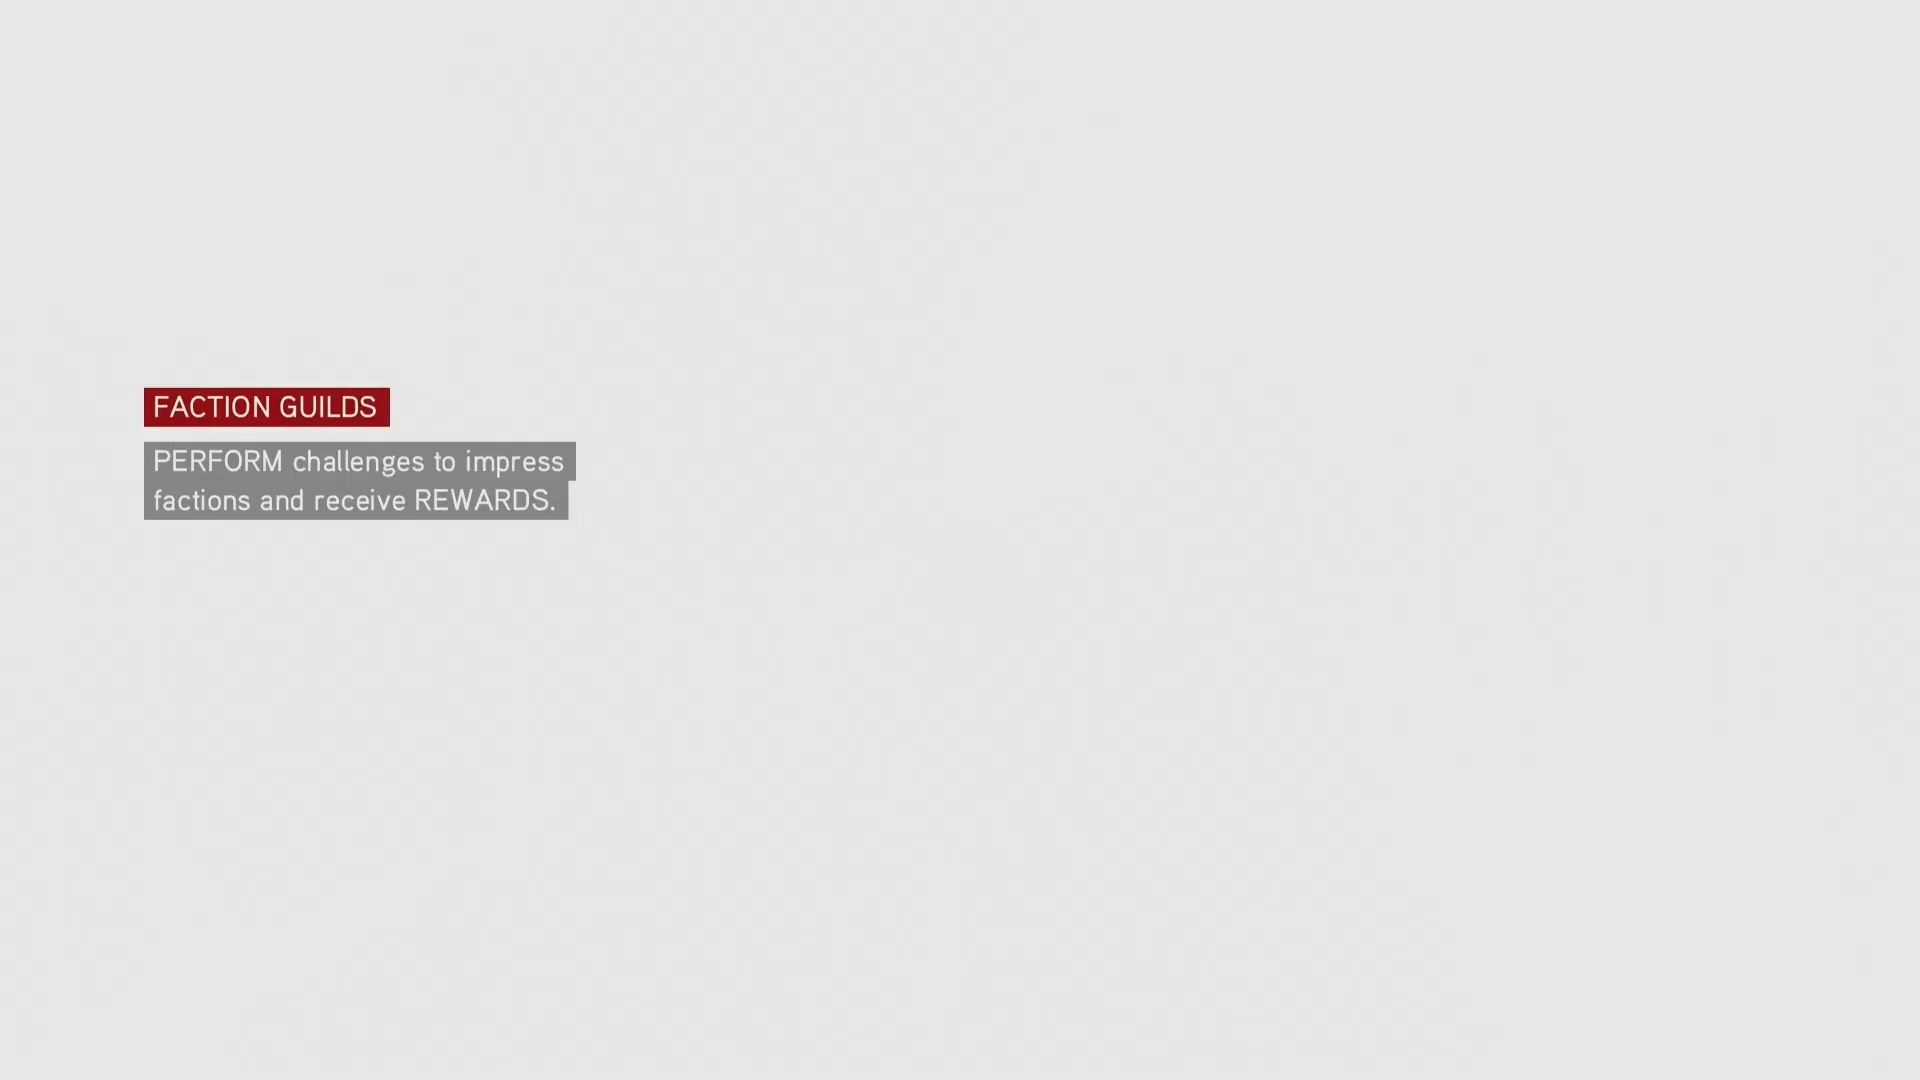 FACTION GUILDS
PERFORM challenges to impress
factions and receive REWARDS.